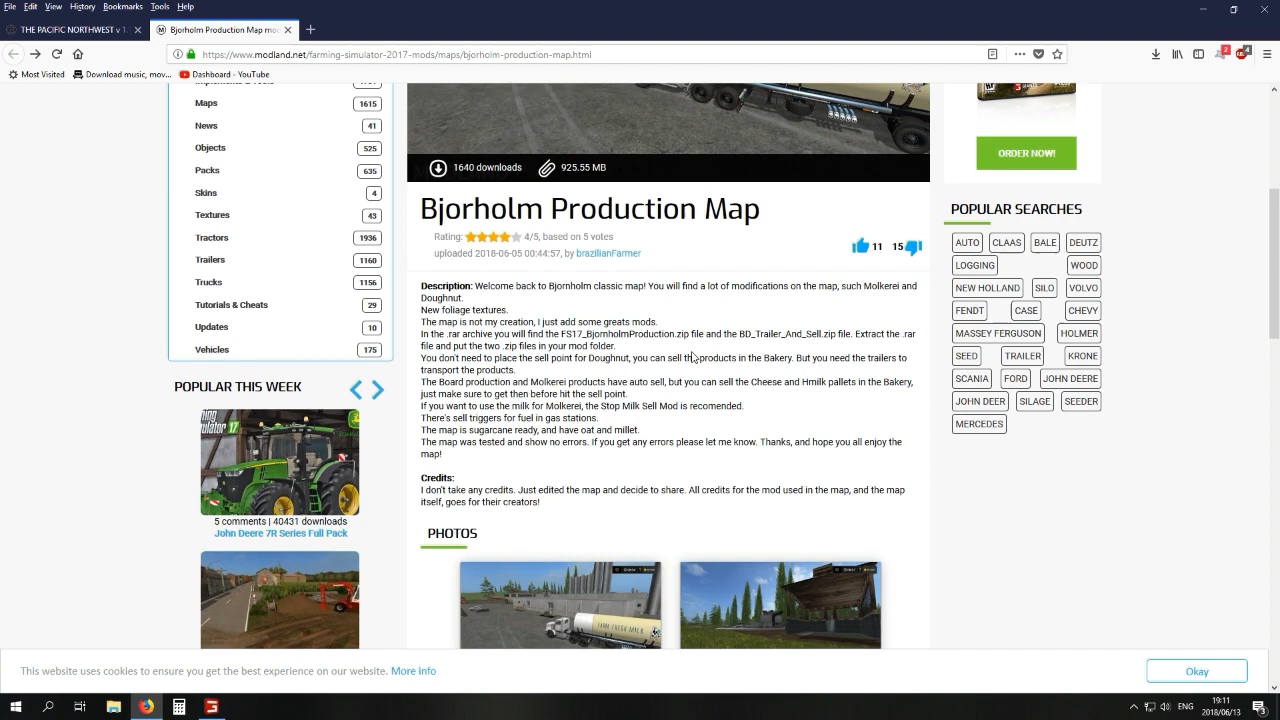 File Edit View History Bookmarks Tools Help
THE PACIFIC NORTHWEST v 1.
Bjorholm Production Map mo
https://www.modland.net/farming-simulator-2017-mods/maps/bjorholm-production-map.html
2
4
Most Visited Download music, mov... Dashboard - YouTube
Maps 1615
News 41
Objects 525
Packs 635
Skins 4
Textures 43
Tractors 1936
Trailers 1160
Trucks 1156
Tutorials & Cheats 29
Updates 10
Vehicles 175
POPULAR THIS WEEK
5 comments | 40431 downloads
John Deere 7R Series Full Pack
1640 downloads 925.55 MB
Bjorholm Production Map
Rating: 4/5, based on 5 votes
uploaded 2018-06-05 00:44:57, by brazilianFarmer
11 15
Description: Welcome back to Bjornholm classic map! You will find a lot of modifications on the map, such Molkerei and
Doughnut.
New foliage textures.
The map is not my creation, I just add some greats mods.
In the .rar archive you will find the FS17_BjornholmProduction.zip file and the BD_Trailer_And_Sell.zip file. Extract the .rar
file and put the two .zip files in your mod folder.
You don't need to place the sell point for Doughnut, you can sell the products in the Bakery. But you need the trailers to
transport the products.
The Board production and Molkerei products have auto sell, but you can sell the Cheese and Hmilk pallets in the Bakery,
just make sure to get then before hit the sell point.
If you want to use the milk for Molkerei, the Stop Milk Sell Mod is recomended.
There's sell triggers for fuel in gas stations.
The map is sugarcane ready, and have oat and millet.
The map was tested and show no errors. If you get any errors please let me know. Thanks, and hope you all enjoy the
map!
Credits:
I don't take any credits. Just edited the map and decide to share. All credits for the mod used in the map, and the map
itself, goes for their creators!
PHOTOS
FARM FRESH MILK
ORDER NOW!
POPULAR SEARCHES
AUTO CLAAS BALE DEUTZ
LOGGING WOOD
NEW HOLLAND SILO VOLVO
FENDT CASE CHEVY
MASSEY FERGUSON HOLMER
SEED TRAILER KRONE
SCANIA FORD JOHN DEERE
JOHN DEER SILAGE SEEDER
MERCEDES
This website uses cookies to ensure you get the best experience on our website. More info
Okay
ENG
19:11
2018/06/13
3